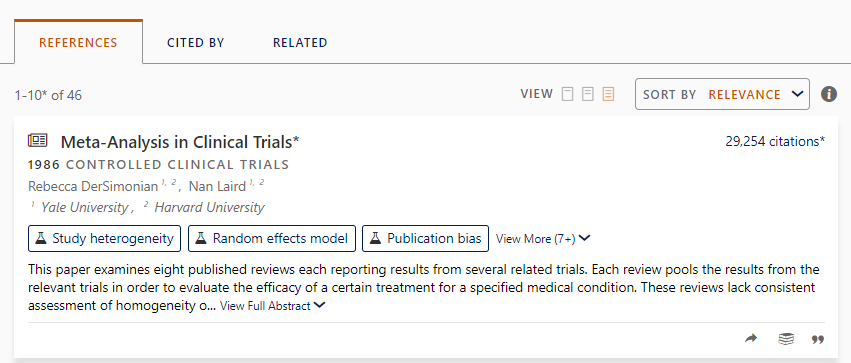 REFERENCES CITED BY RELATED
1-10* of 46 VIEW SORT BY RELEVANCE
Meta-Analysis in Clinical Trials* 29,254 citations*
1986 CONTROLLED CLINICAL TRIALS
Rebecca DerSimonian 1, 2 , Nan Laird 1, 2
1 Yale University , 2 Harvard University
Study heterogeneity Random effects model Publication bias View More (7+)
This paper examines eight published reviews each reporting results from several related trials. Each review pools the results from the
relevant trials in order to evaluate the efficacy of a certain treatment for a specified medical condition. These reviews lack consistent
assessment of homogeneity o... View Full Abstract